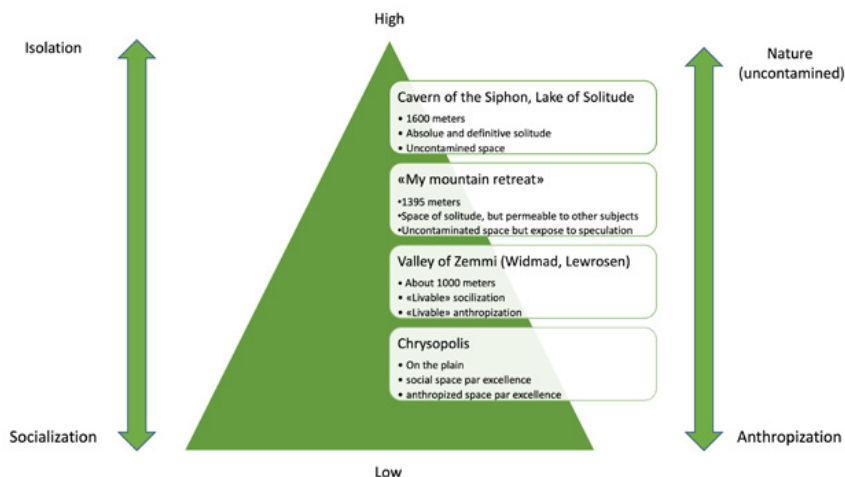 High
Isolation
Nature
(uncontamined)
Cavern of the Siphon, Lake of Solitude
• 1600 meters
• Absolue and definitive solitude
• Uncontamined space
«My mountain retreat»
•1395 meters
•Space of solitude, but permeable to other subjects
•Uncontaminated space but expose to speculation
Valley of Zemmi (Widmad, Lewrosen)
• About 1000 meters
• «Livable» socilization
• «Livable» anthropization
Chrysopolis
• On the plain
• social space par excellence
• anthropized space par excellence
Socialization
Anthropization
Low